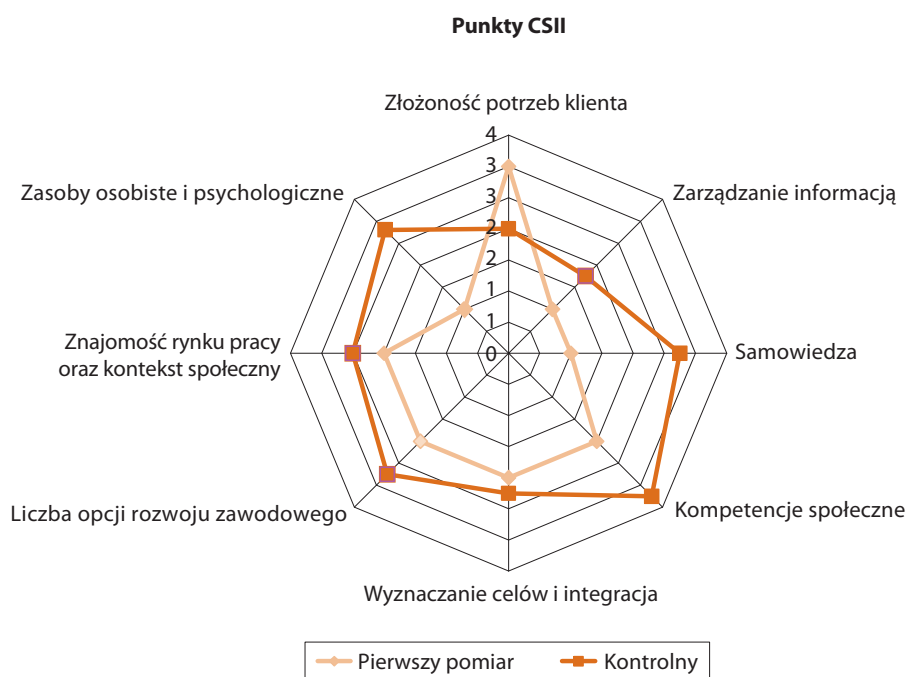 Punkty CSII
Złożoność potrzeb klienta
4
3
3
2
2
1
1
0
Zarządzanie informacją
Samowiedza
Kompetencje społeczne
Wyznaczanie celów i integracja
Liczba opcji rozwoju zawodowego
Znajomość rynku pracy
oraz kontekst społeczny
Zasoby osobiste i psychologiczne
Pierwszy pomiar
Kontrolny